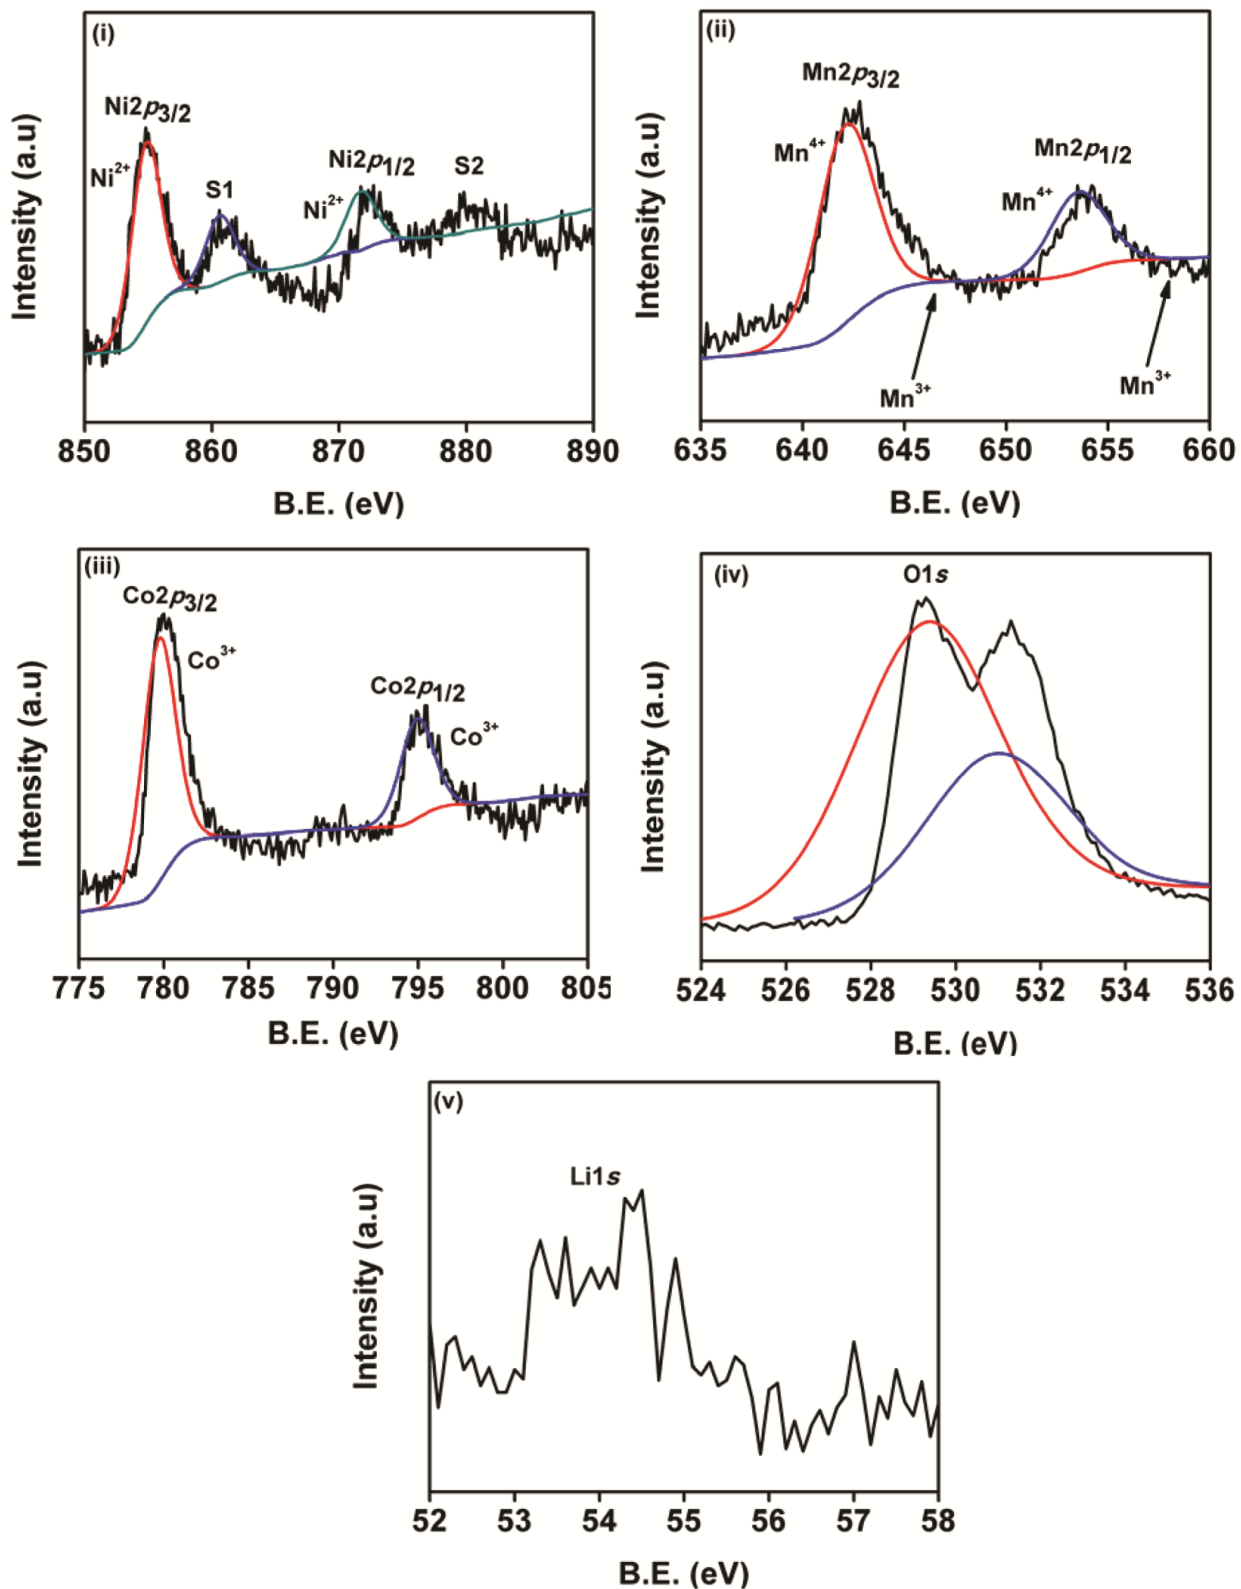 (i)
Ni2p3/2
Ni2+
S1
Ni2p1/2
Ni2+
S2
Intensity (a.u)
850 860 870 880 890
B.E. (eV)
(ii)
Mn2p3/2
Mn4+
Mn2p1/2
Mn4+
Mn3+
Mn3+
Intensity (a.u)
635 640 645 650 655 660
B.E. (eV)
(iii)
Co2p3/2
Co3+
Co2p1/2
Co3+
Intensity (a.u)
775 780 785 790 795 800 805
B.E. (eV)
(iv)
O1s
Intensity (a.u)
524 526 528 530 532 534 536
B.E. (eV)
(v)
Li1s
Intensity (a.u)
52 53 54 55 56 57 58
B.E. (eV)